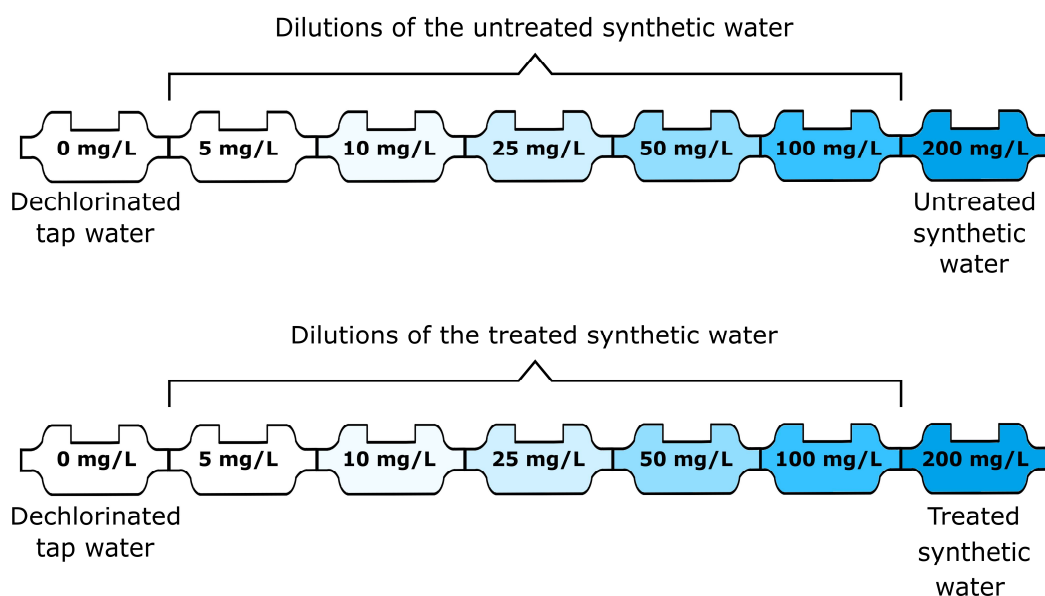 Dilutions of the untreated synthetic water
0 mg/L 5 mg/L 10 mg/L 25 mg/L 50 mg/L 100 mg/L 200 mg/L
Dechlorinated
tap water
Untreated
synthetic
water
Dilutions of the treated synthetic water
0 mg/L 5 mg/L 10 mg/L 25 mg/L 50 mg/L 100 mg/L 200 mg/L
Dechlorinated
tap water
Treated
synthetic
water